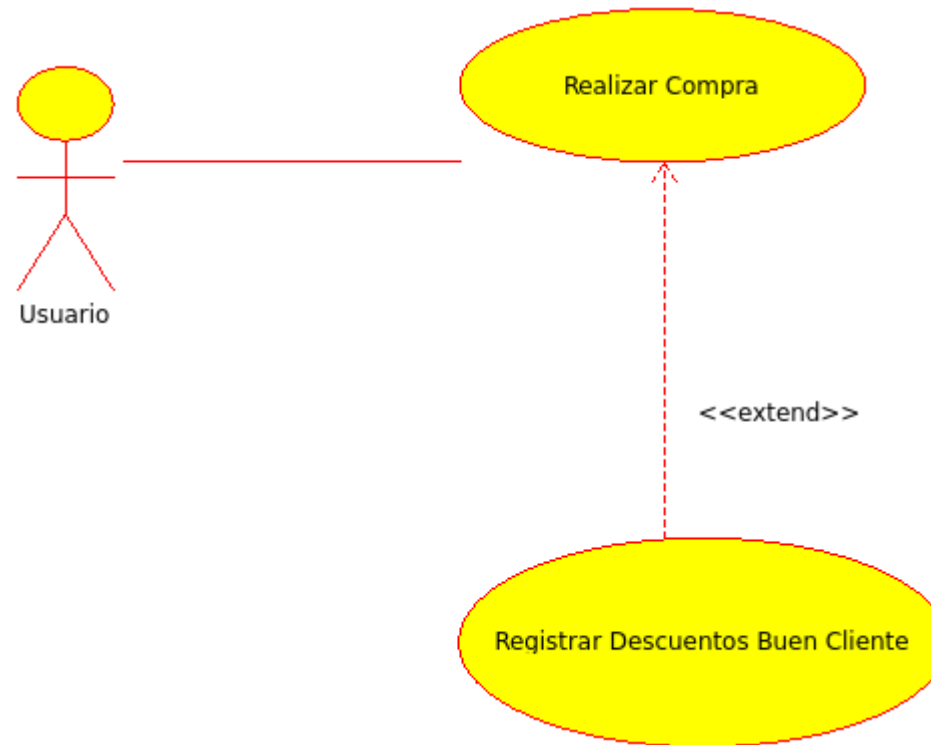 Realizar Compra
Usuario
<<extend>>
Registrar Descuentos Buen Cliente